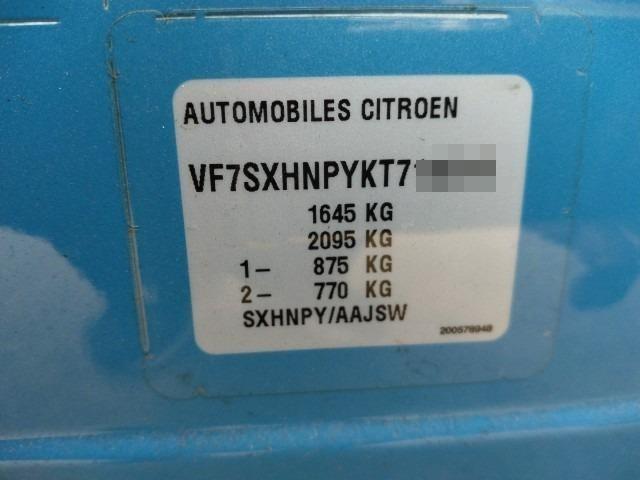 AUTOMOBILES CITROEN
VF7SXHNPYKT7
1645 KG
2095 KG
1- 875 KG
2- 770 KG
SXHNPY/AAJSW
200578948